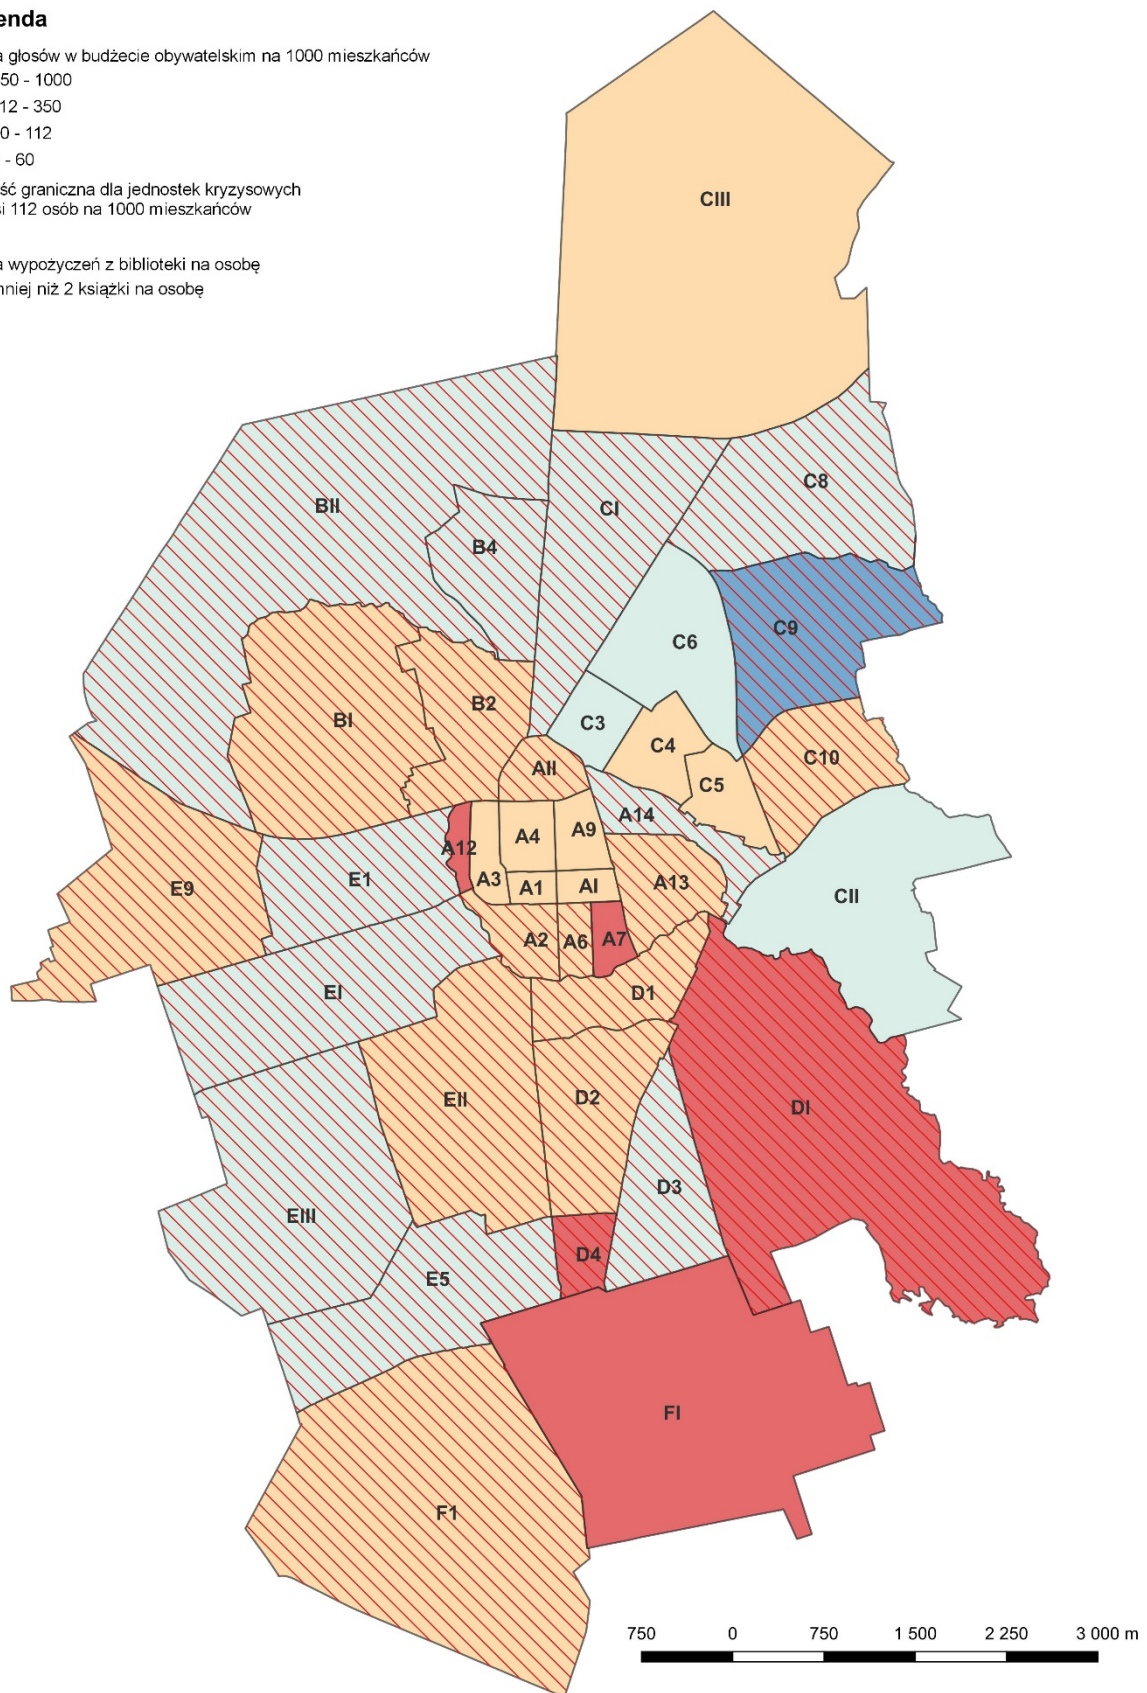 enda
a głosów w budżecie obywatelskim na 1000 mieszkańców
50 - 1000
12 - 350
0 - 112
- 60
ść graniczna dla jednostek kryzysowych
si 112 osób na 1000 mieszkańców
a wypożyczeń z biblioteki na osobę
nniej niż 2 książki na osobę
CIII
C8
BII
CI
B4
C9
C6
B2
BI
C3
C4
C10
AII
C5
A14
A9
A4
A12
E1
A3
A13
E9
A1
AI
CII
A2
A6
A7
EI
D1
EII
D2
DI
D3
EIII
D4
E5
FI
F1
750 0 750 1 500 2 250 3 000 m